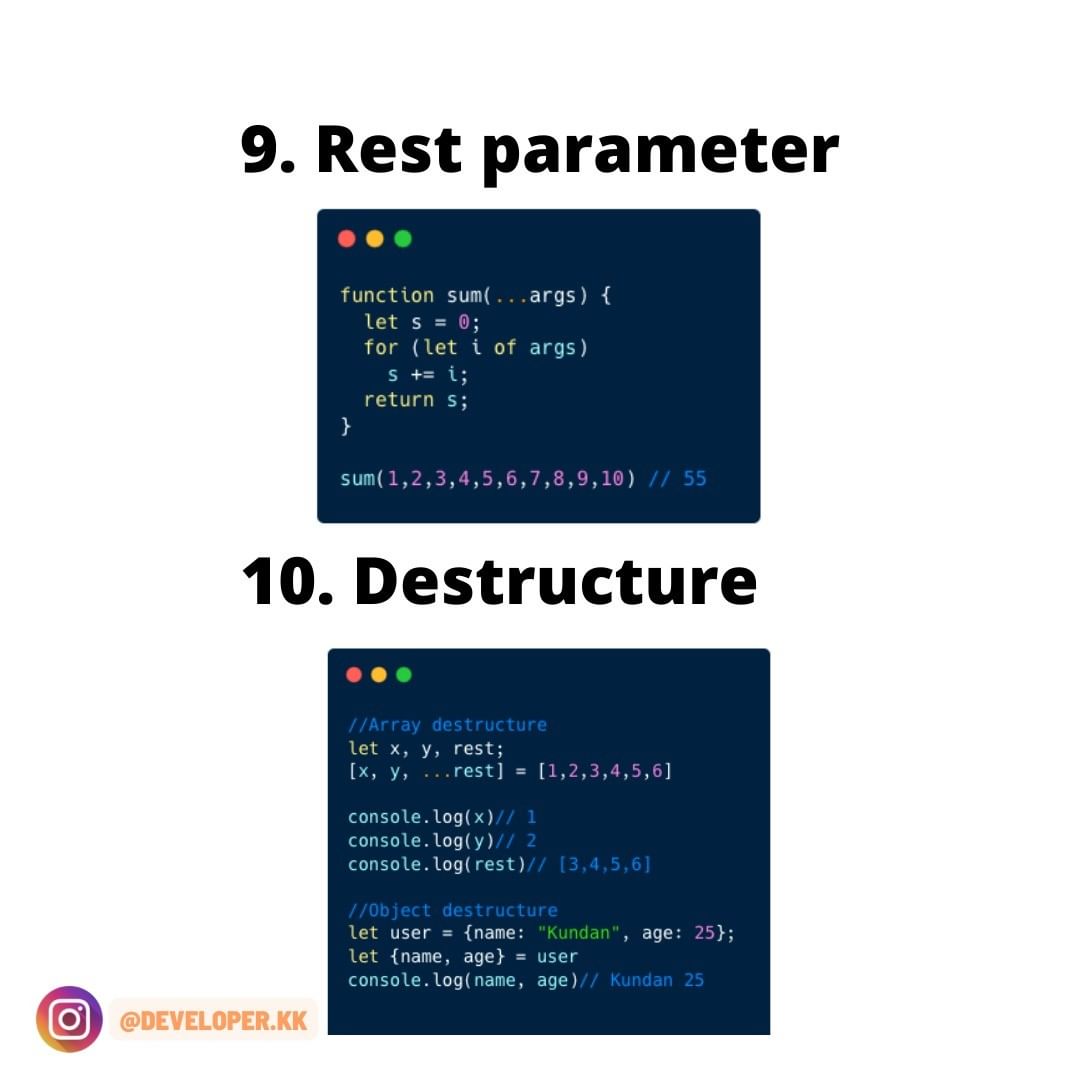 9. Rest parameter
function sum(...args) {
  let s = 0;
  for (let i of args)
    s += i;
  return s;
}
sum(1,2,3,4,5,6,7,8,9,10) // 55
10. Destructure
//Array destructure
let x, y, rest;
[x, y, ...rest] = [1,2,3,4,5,6]
console.log(x)// 1
console.log(y)// 2
console.log(rest)// [3,4,5,6]
//Object destructure
let user = {name: "Kundan", age: 25};
let {name, age} = user
console.log(name, age)// Kundan 25
@DEVELOPER.KK